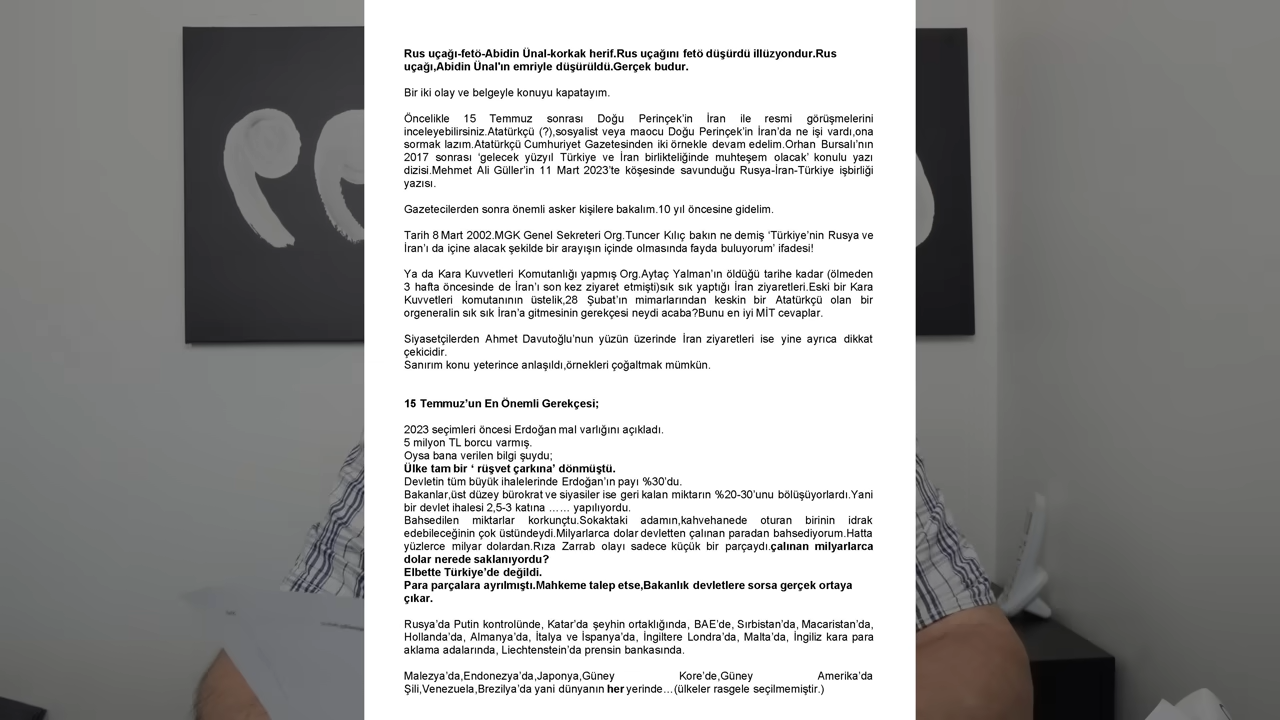 Rus uçağı-fetö-Abidin Ünal-korkak herif.Rus uçağını fetö düşürdü illüzyondur.Rus
uçağı,Abidin Ünal'ın emriyle düşürüldü.Gerçek budur.
Bir iki olay ve belgeyle konuyu kapatayım.
Öncelikle 15 Temmuz sonrası Doğu Perinçek'in İran ile resmi görüşmelerini
inceleyebilirsiniz.Atatürkçü (?),sosyalist veya maocu Doğu Perinçek'in İran'da ne işi vardı,ona
sormak lazım.Atatürkçü Cumhuriyet Gazetesinden iki örnekle devam edelim.Orhan Bursalı'nın
2017 sonrası 'gelecek yüzyıl Türkiye ve İran birlikteliğinde muhteşem olacak' konulu yazı
dizisi.Mehmet Ali Güller'in 11 Mart 2023'te köşesinde savunduğu Rusya-İran-Türkiye işbirliği
yazısı.
Gazetecilerden sonra önemli asker kişilere bakalım.10 yıl öncesine gidelim.
Tarih 8 Mart 2002.MGK Genel Sekreteri Org.Tuncer Kılıç bakın ne demiş 'Türkiye'nin Rusya ve
İran'ı da içine alacak şekilde bir arayışın içinde olmasında fayda buluyorum' ifadesi!
Ya da Kara Kuvvetleri Komutanlığı yapmış Org.Aytaç Yalman'ın öldüğü tarihe kadar (ölmeden
3 hafta öncesinde de İran'ı son kez ziyaret etmişti)sık sık yaptığı İran ziyaretleri.Eski bir Kara
Kuvvetleri komutanının üstelik,28 Şubat'ın mimarlarından keskin bir Atatürkçü olan bir
orgeneralin sık sık İran'a gitmesinin gerekçesi neydi acaba?Bunu en iyi MİT cevaplar.
Siyasetçilerden Ahmet Davutoğlu'nun yüzün üzerinde İran ziyaretleri ise yine ayrıca dikkat
çekicidir.
Sanırım konu yeterince anlaşıldı,örnekleri çoğaltmak mümkün.
15 Temmuz'un En Önemli Gerekçesi;
2023 seçimleri öncesi Erdoğan mal varlığını açıkladı.
5 milyon TL borcu varmış.
Oysa bana verilen bilgi şuydu;
Ülke tam bir ' rüşvet çarkına' dönmüştü.
Devletin tüm büyük ihalelerinde Erdoğan'ın payı %30'du.
Bakanlar,üst düzey bürokrat ve siyasiler ise geri kalan miktarın %20-30'unu bölüşüyorlardı.Yani
bir devlet ihalesi 2,5-3 katına …… yapılıyordu.
Bahsedilen miktarlar korkunçtu.Sokaktaki adamın,kahvehanede oturan birinin idrak
edebileceğinin çok üstündeydi.Milyarlarca dolar devletten çalınan paradan bahsediyorum.Hatta
yüzlerce milyar dolardan.Rıza Zarrab olayı sadece küçük bir parçaydı.çalınan milyarlarca
dolar nerede saklanıyordu?
Elbette Türkiye'de değildi.
Para parçalara ayrılmıştı.Mahkeme talep etse,Bakanlık devletlere sorsa gerçek ortaya
çıkar.
Rusya'da Putin kontrolünde, Katar'da şeyhin ortaklığında, BAE'de, Sırbistan'da, Macaristan'da,
Hollanda'da, Almanya'da, İtalya ve İspanya'da, İngiltere Londra'da, Malta'da, İngiliz kara para
aklama adalarında, Liechtenstein'da prensin bankasında.
Malezya'da,Endonezya'da,Japonya,Güney Kore'de,Güney Amerika'da
Şili,Venezuela,Brezilya'da yani dünyanın her yerinde…(ülkeler rasgele seçilmemiştir.)